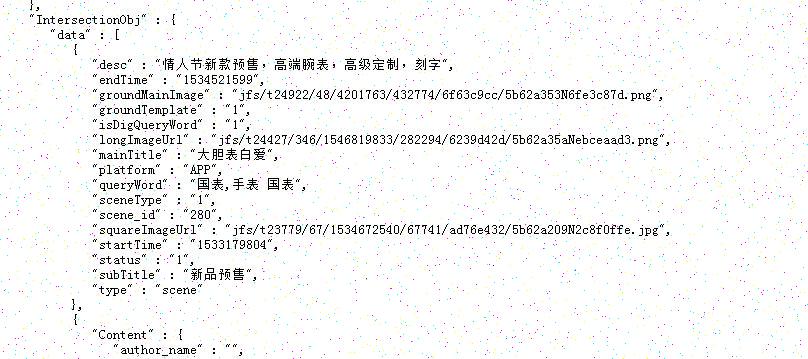 },
"IntersectionObj" : {
"data" : [
{
"desc" : "情人节新款预售，高端腕表，高级定制，刻字",
"endTime" : "1534521599",
"groundMainImage" : "jfs/t24922/48/4201763/432774/6f63c9cc/5b62a353N6fe3c87d.png",
"groundTemplate" : "1",
"isDigQueryWord" : "1",
"longImageUrl" : "jfs/t24427/346/1546819833/282294/6239d42d/5b62a35aNebceaad3.png",
"mainTitle" : "大胆表白爱",
"platform" : "APP",
"queryWord" : "国表,手表 国表",
"sceneType" : "1",
"scene_id" : "280",
"squareImageUrl" : "jfs/t23779/67/1534672540/67741/ad76e432/5b62a209N2c8f0ffe.jpg",
"startTime" : "1533179804",
"status" : "1",
"subTitle" : "新品预售",
"type" : "scene"
},
{
"Content" : {
"author_name" : "",